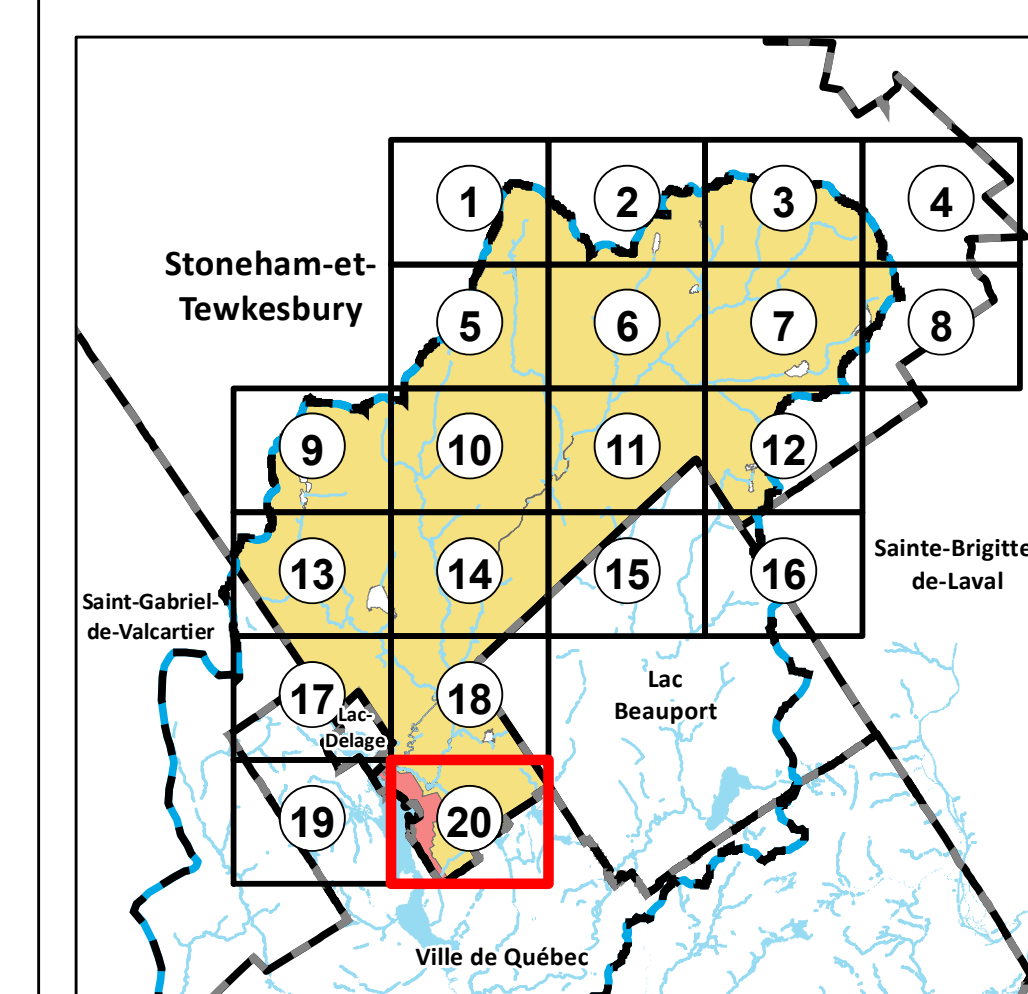 1
2
3
4
Stoneham-et-
Tewkesbury
5
6
7
8
9
10
11
12
13
14
15
16
Sainte-Brigitte
de-Laval
Saint-Gabriel-
de-Valcartier
17
Lac-
Delage
18
Lac
Beauport
19
20
Ville de Québec